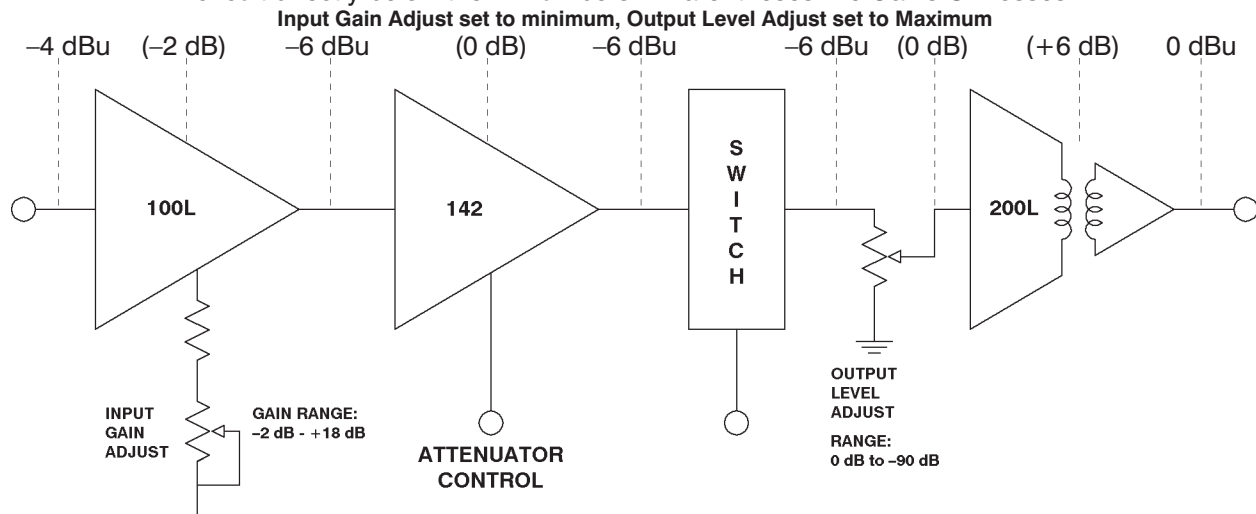 Input Gain Adjust set to minimum, Output Level Adjust set to Maximum
–4 dBu (–2 dB) –6 dBu (0 dB) –6 dBu –6 dBu (0 dB) (+6 dB) 0 dBu
100L
142
SWITCH
200L
INPUT
GAIN
ADJUST
GAIN RANGE:
–2 dB - +18 dB
ATTENUATOR
CONTROL
OUTPUT
LEVEL
ADJUST
RANGE:
0 dB to –90 dB